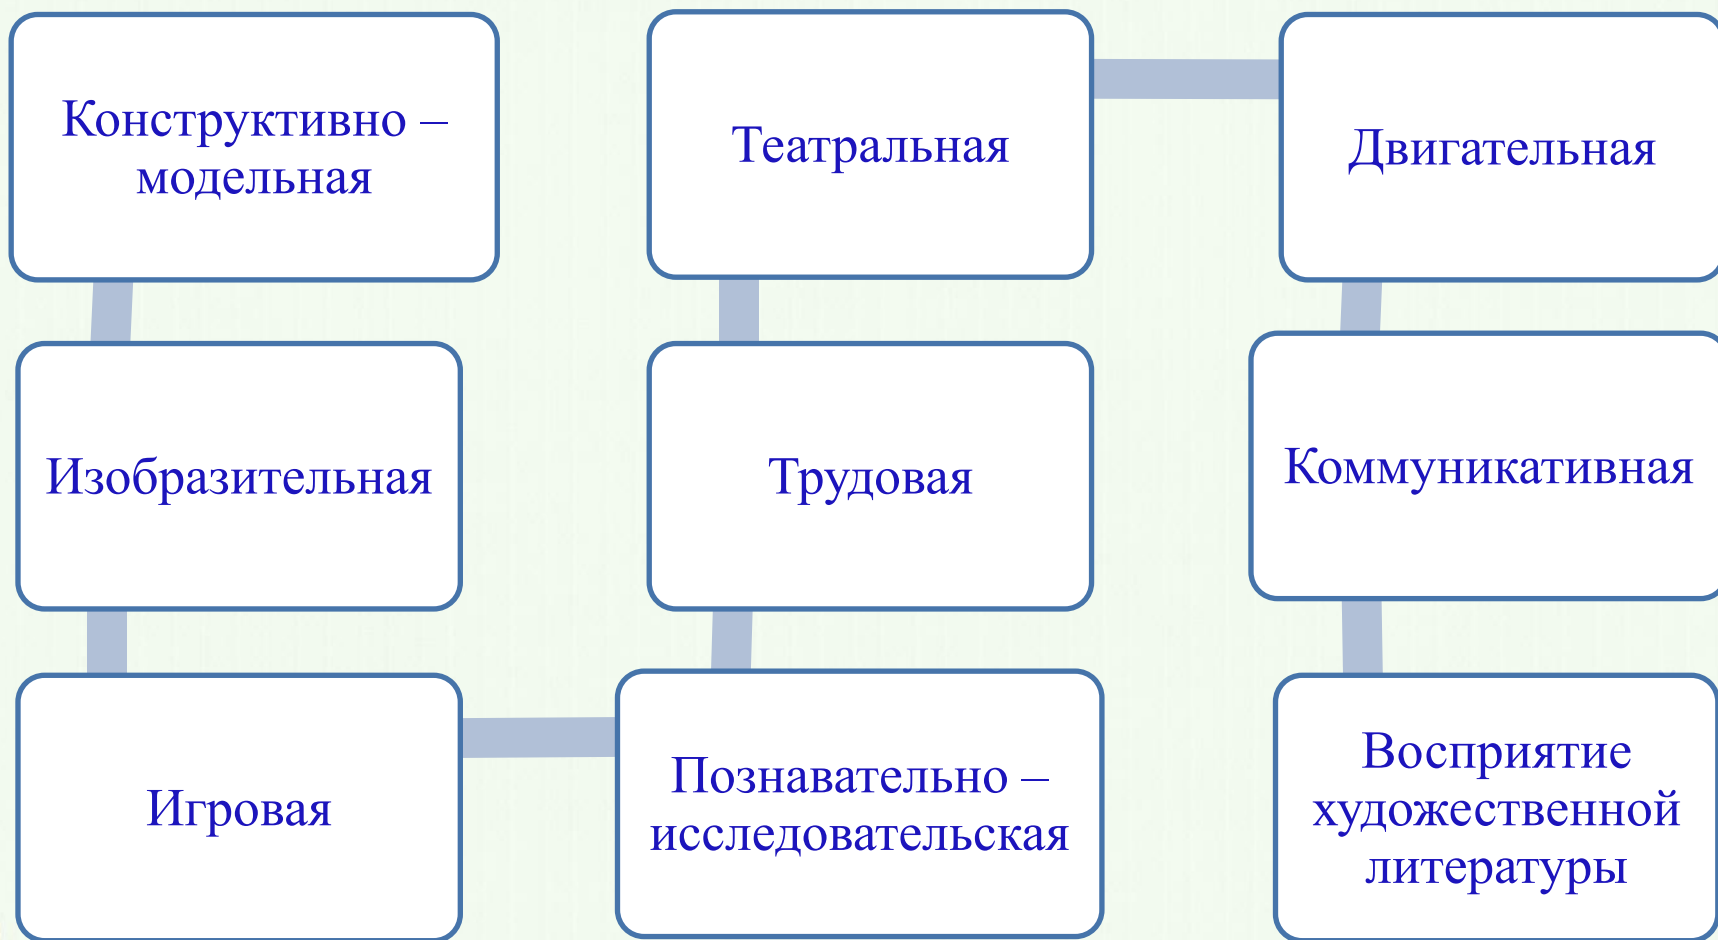 Конструктивно –
модельная
Изобразительная
Игровая
Познавательно –
исследовательская
Трудовая
Театральная
Двигательная
Коммуникативная
Восприятие
художественной
литературы